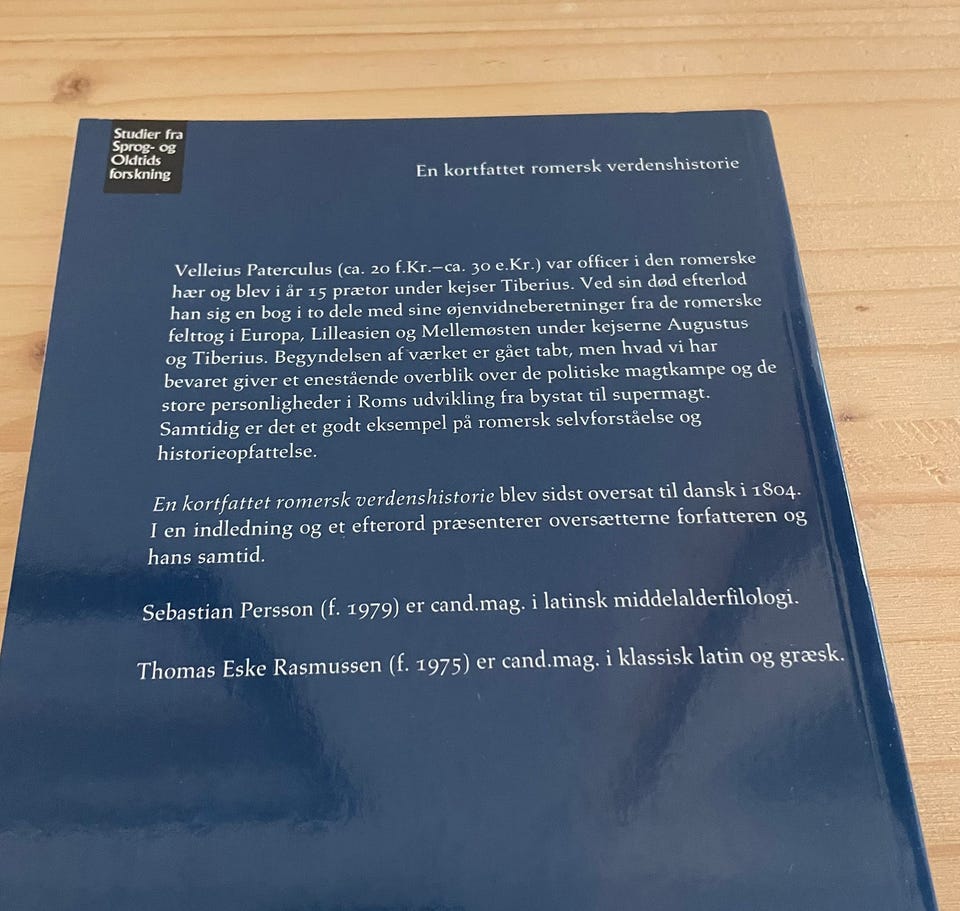 Studier fra
Sprog- og
Oldtids
forskning
En kortfattet romersk verdenshistorie
Velleius Paterculus (ca. 20 f.Kr.–ca. 30 e.Kr.) var officer i den romerske
hær og blev i år 15 prætor under kejser Tiberius. Ved sin død efterlod
han sig en bog i to dele med sine øjenvidneberetninger fra de romerske
felttog i Europa, Lilleasien og Mellemøsten under kejserne Augustus
og Tiberius. Begyndelsen af værket er gået tabt, men hvad vi har
bevaret giver et enestående overblik over de politiske magtkampe og de
store personligheder i Roms udvikling fra bystat til supermagt.
Samtidig er det et godt eksempel på romersk selvforståelse og
historieopfattelse.
En kortfattet romersk verdenshistorie blev sidst oversat til dansk i 1804.
I en indledning og et efterord præsenterer oversætterne forfatteren og
hans samtid.
Sebastian Persson (f. 1979) er cand.mag. i latinsk middelalderfilologi.
Thomas Eske Rasmussen (f. 1975) er cand.mag. i klassisk latin og græsk.